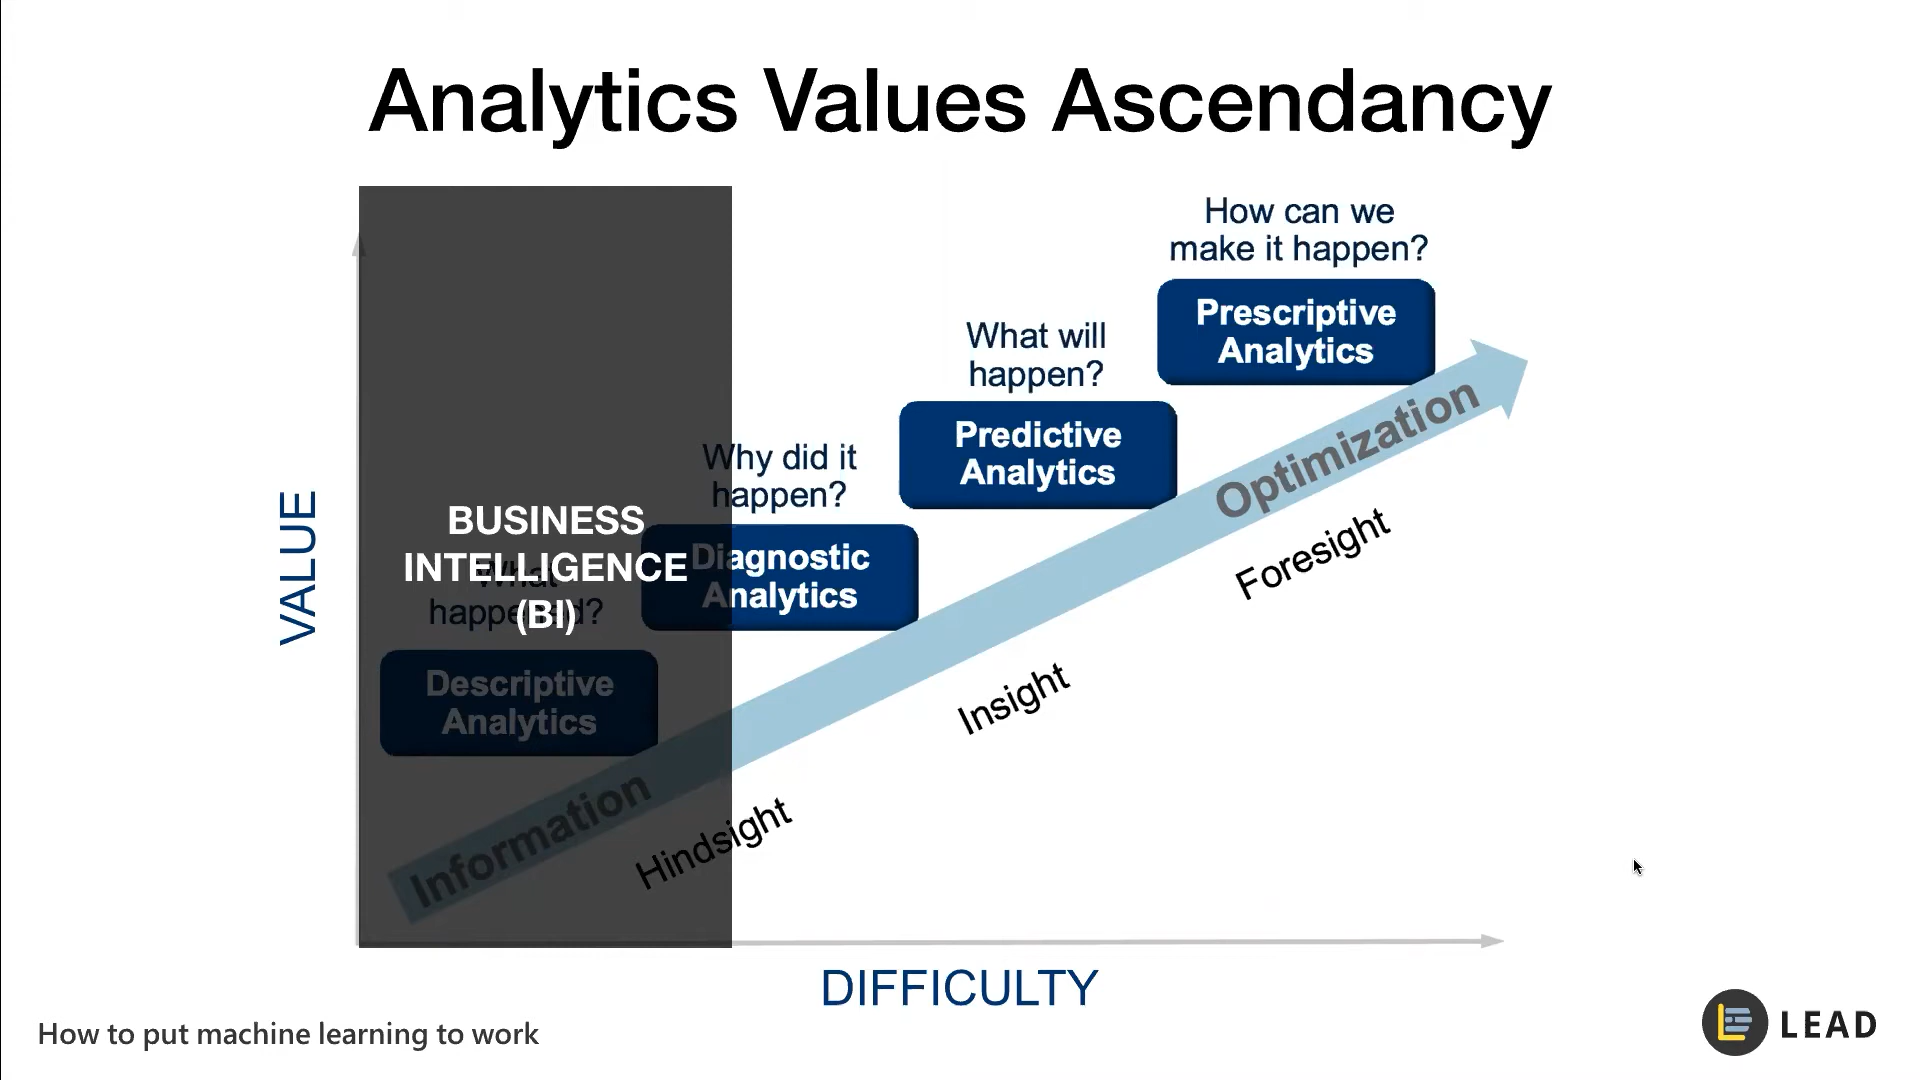 Analytics Values Ascendancy
How can we
make it happen?
Prescriptive
Analytics
What will
happen?
Predictive
Analytics
Why did it
happen?
Diagnostic
Analytics
BUSINESS
INTELLIGENCE
(BI)
What
happened?
Descriptive
Analytics
Information
Optimization
Hindsight
Insight
Foresight
VALUE
DIFFICULTY
How to put machine learning to work
LEAD